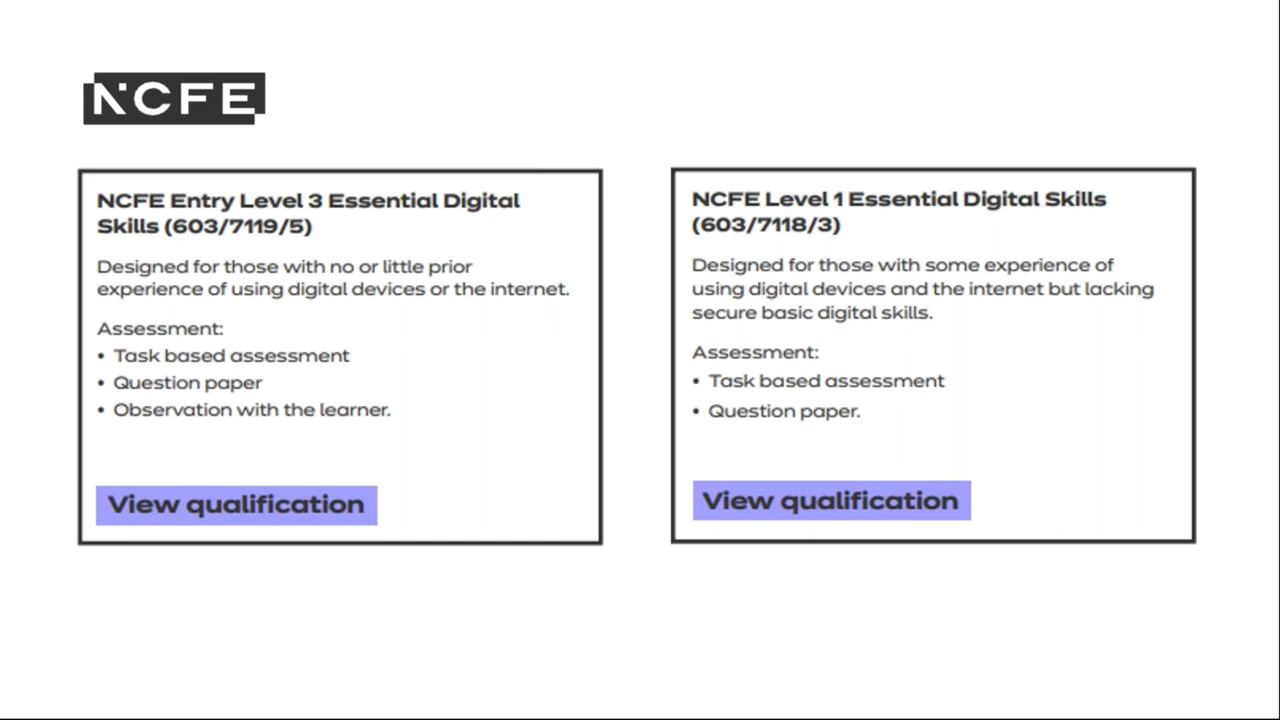 NCFE
NCFE Entry Level 3 Essential Digital
Skills (603/7119/5)
Designed for those with no or little prior
experience of using digital devices or the internet.
Assessment:
• Task based assessment
• Question paper
• Observation with the learner.
View qualification
NCFE Level 1 Essential Digital Skills
(603/7118/3)
Designed for those with some experience of
using digital devices and the internet but lacking
secure basic digital skills.
Assessment:
• Task based assessment
• Question paper.
View qualification